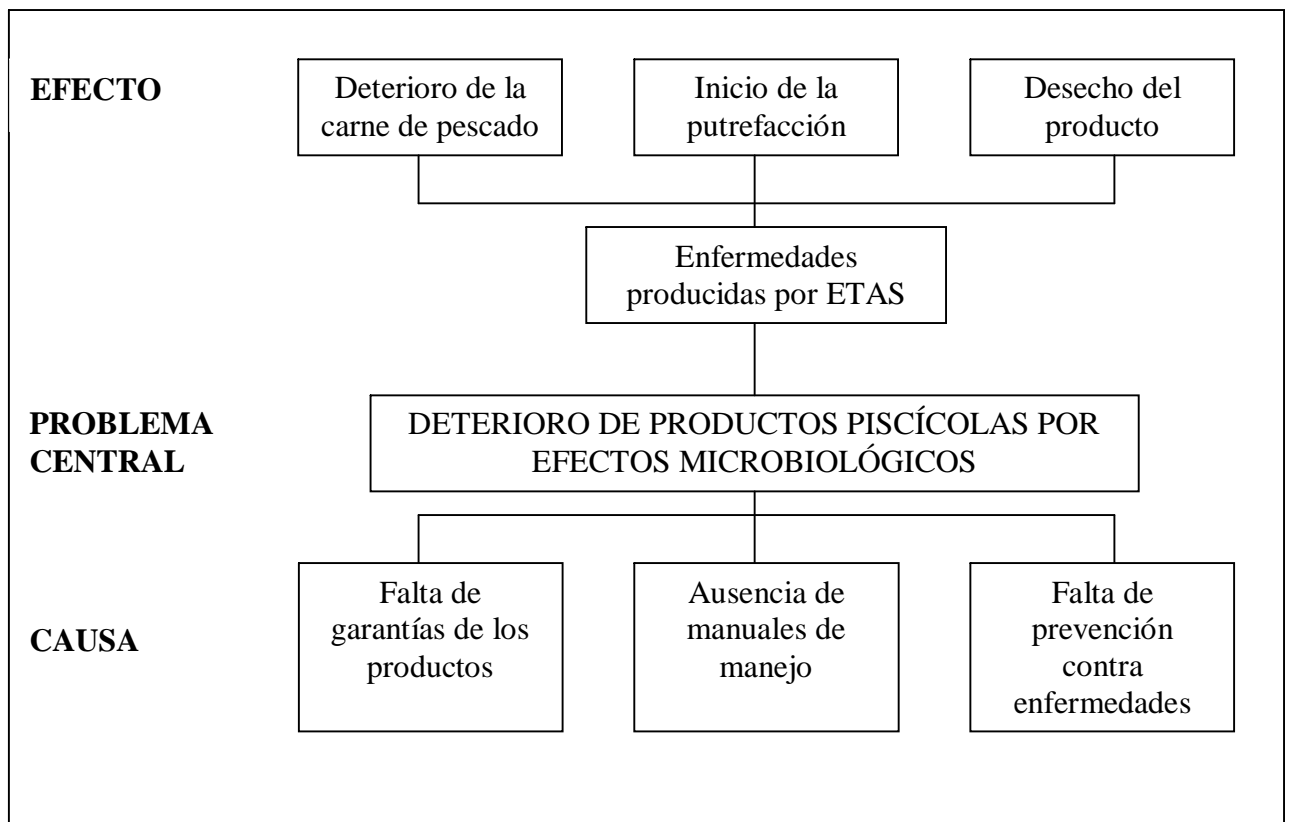 EFECTO
Deterioro de la
carne de pescado
Inicio de la
putrefacción
Desecho del
producto
Enfermedades
producidas por ETAS
PROBLEMA
CENTRAL
DETERIORO DE PRODUCTOS PISCÍCOLAS POR
EFECTOS MICROBIOLÓGICOS
CAUSA
Falta de
garantías de los
productos
Ausencia de
manuales de
manejo
Falta de
prevención
contra
enfermedades